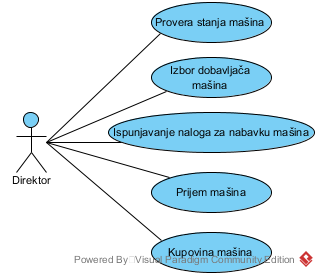 Provera stanja mašina
Izbor dobavljača
mašina
Ispunjavanje naloga za nabavku mašina
Direktor
Prijem mašina
Kupovina mašina
Powered By Visual Paradigm Community Edition